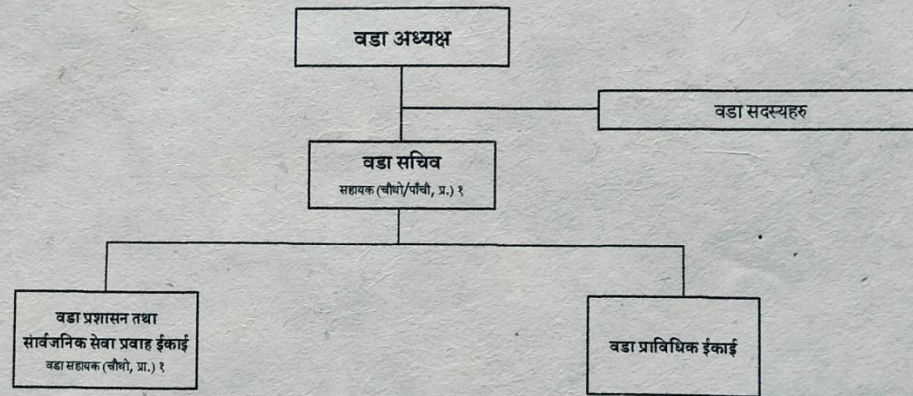 वडा अध्यक्ष
वडा सदस्यहरु
वडा सचिव
सहायक (चौथो/पाँचौ, प्र.) १
वडा प्रशासन तथा
सार्वजनिक सेवा प्रवाह ईकाई
वडा सहायक (चौथो, प्रा.) १
वडा प्राविधिक ईकाई